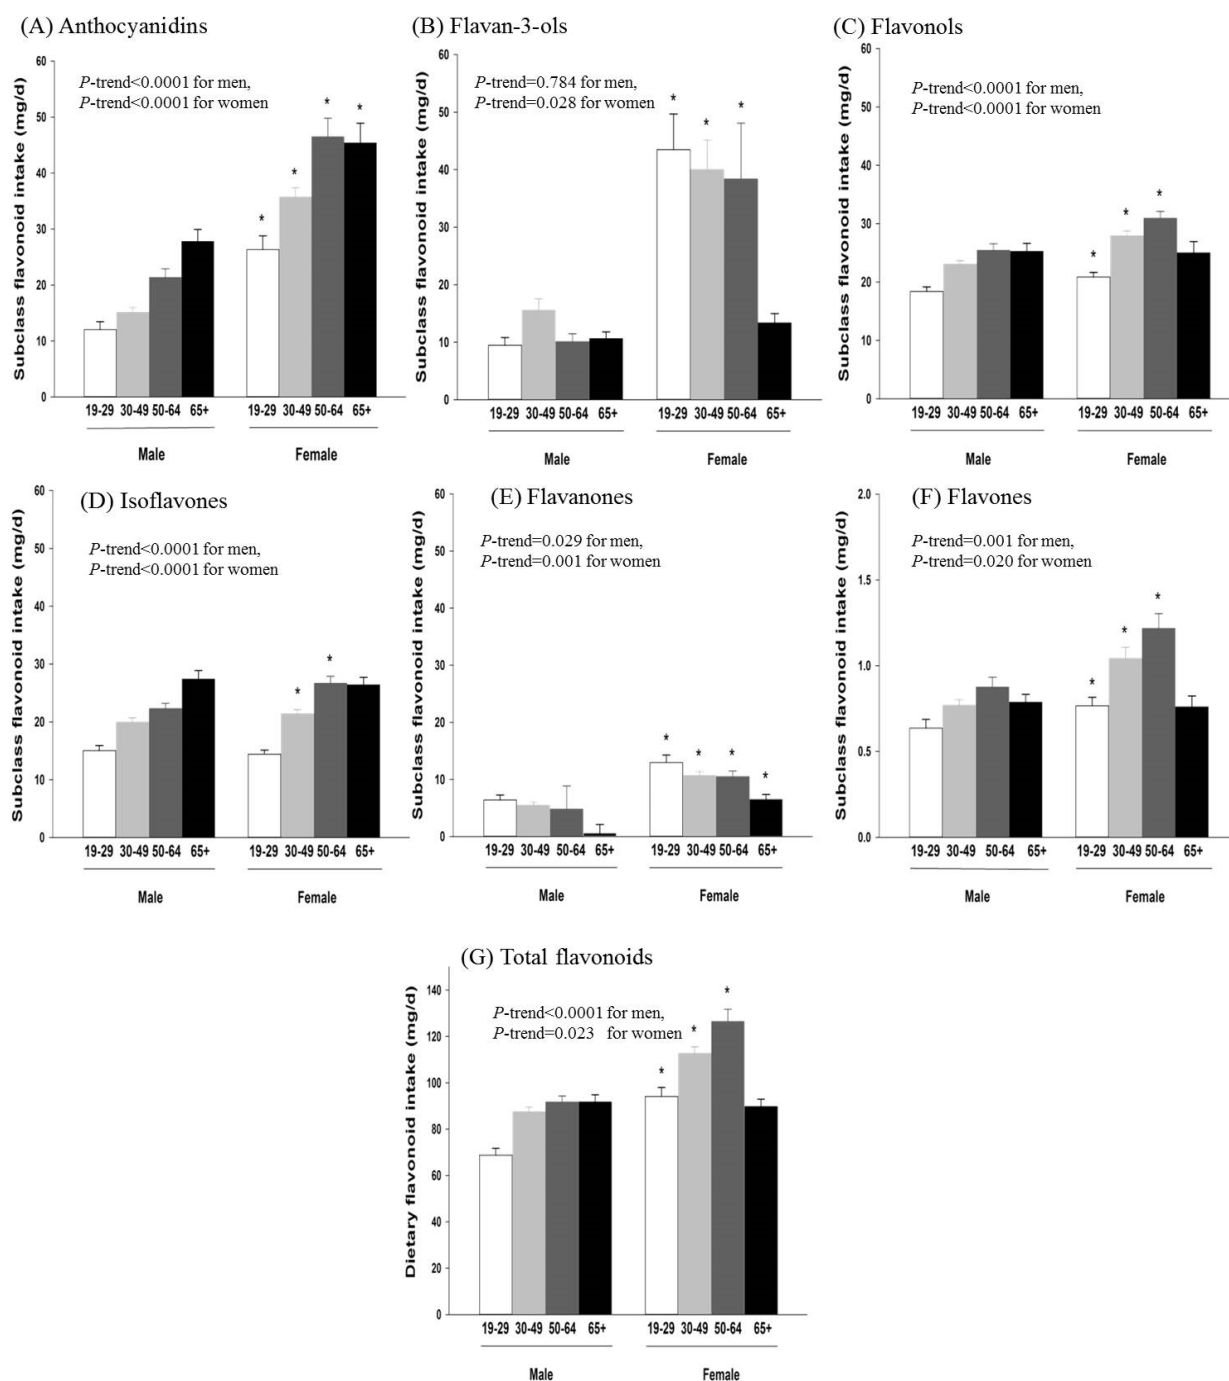 (A) Anthocyanidins
P-trend<0.0001 for men,
P-trend<0.0001 for women
Subclass flavonoid intake (mg/d)
60
50
40
30
20
10
0
* * * *
19-29 30-49 50-64 65+ 19-29 30-49 50-64 65+
Male Female
(B) Flavan-3-ols
P-trend=0.784 for men,
P-trend=0.028 for women
Subclass flavonoid intake (mg/d)
60
50
40
30
20
10
0
* * *
19-29 30-49 50-64 65+ 19-29 30-49 50-64 65+
Male Female
(C) Flavonols
P-trend<0.0001 for men,
P-trend<0.0001 for women
Subclass flavonoid intake (mg/d)
60
50
40
30
20
10
0
* * *
19-29 30-49 50-64 65+ 19-29 30-49 50-64 65+
Male Female
(D) Isoflavones
P-trend<0.0001 for men,
P-trend<0.0001 for women
Subclass flavonoid intake (mg/d)
60
50
40
30
20
10
0
* *
19-29 30-49 50-64 65+ 19-29 30-49 50-64 65+
Male Female
(E) Flavanones
P-trend=0.029 for men,
P-trend=0.001 for women
Subclass flavonoid intake (mg/d)
60
50
40
30
20
10
0
* * * *
19-29 30-49 50-64 65+ 19-29 30-49 50-64 65+
Male Female
(F) Flavones
P-trend=0.001 for men,
P-trend=0.020 for women
Subclass flavonoid intake (mg/d)
2.0
1.5
1.0
0.5
0.0
* * *
19-29 30-49 50-64 65+ 19-29 30-49 50-64 65+
Male Female
(G) Total flavonoids
P-trend<0.0001 for men,
P-trend=0.023 for women
Dietary flavonoid intake (mg/d)
140
120
100
80
60
40
20
0
* * *
19-29 30-49 50-64 65+ 19-29 30-49 50-64 65+
Male Female